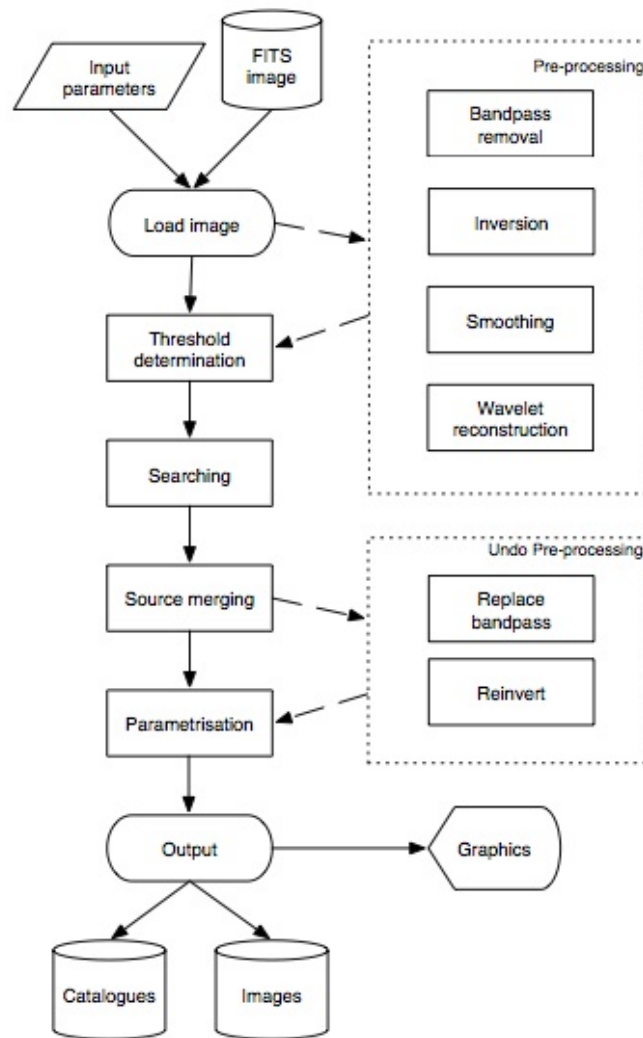 Input
parameters
FITS
image
Pre-processing
Bandpass
removal
Load image
Inversion
Threshold
determination
Smoothing
Wavelet
reconstruction
Searching
Undo Pre-processing
Source merging
Replace
bandpass
Parametrisation
Reinvert
Output
Graphics
Catalogues
Images